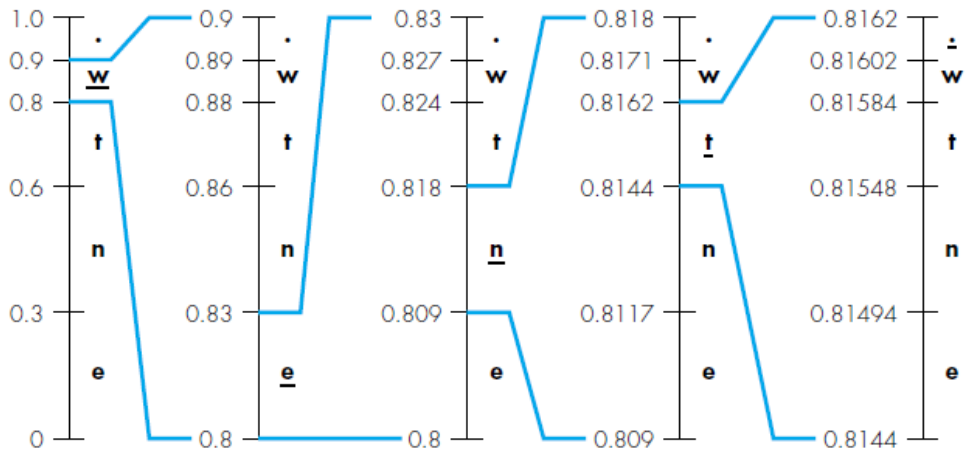 1.0 0.9 0.83 0.818 0.8162
. . . . .
0.9 0.89 0.827 0.8171 0.81602
w w w w w
0.8 0.88 0.824 0.8162 0.81584
t t t t t
0.6 0.86 0.818 0.8144 0.81548
n n n n n
0.3 0.83 0.809 0.8117 0.81494
e e e e e
0 0.8 0.8 0.809 0.8144